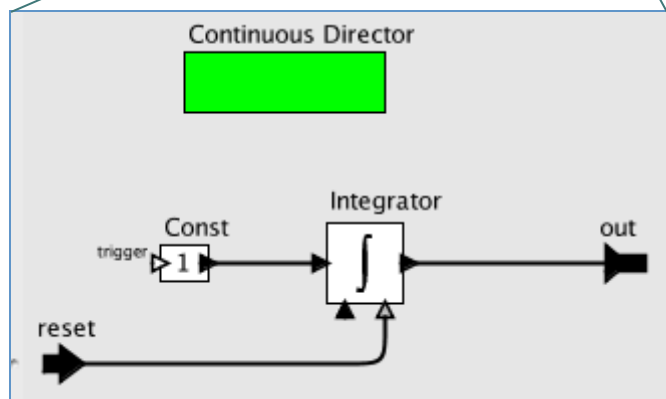 Continuous Director
Integrator
Const
out
trigger
1
∫
reset